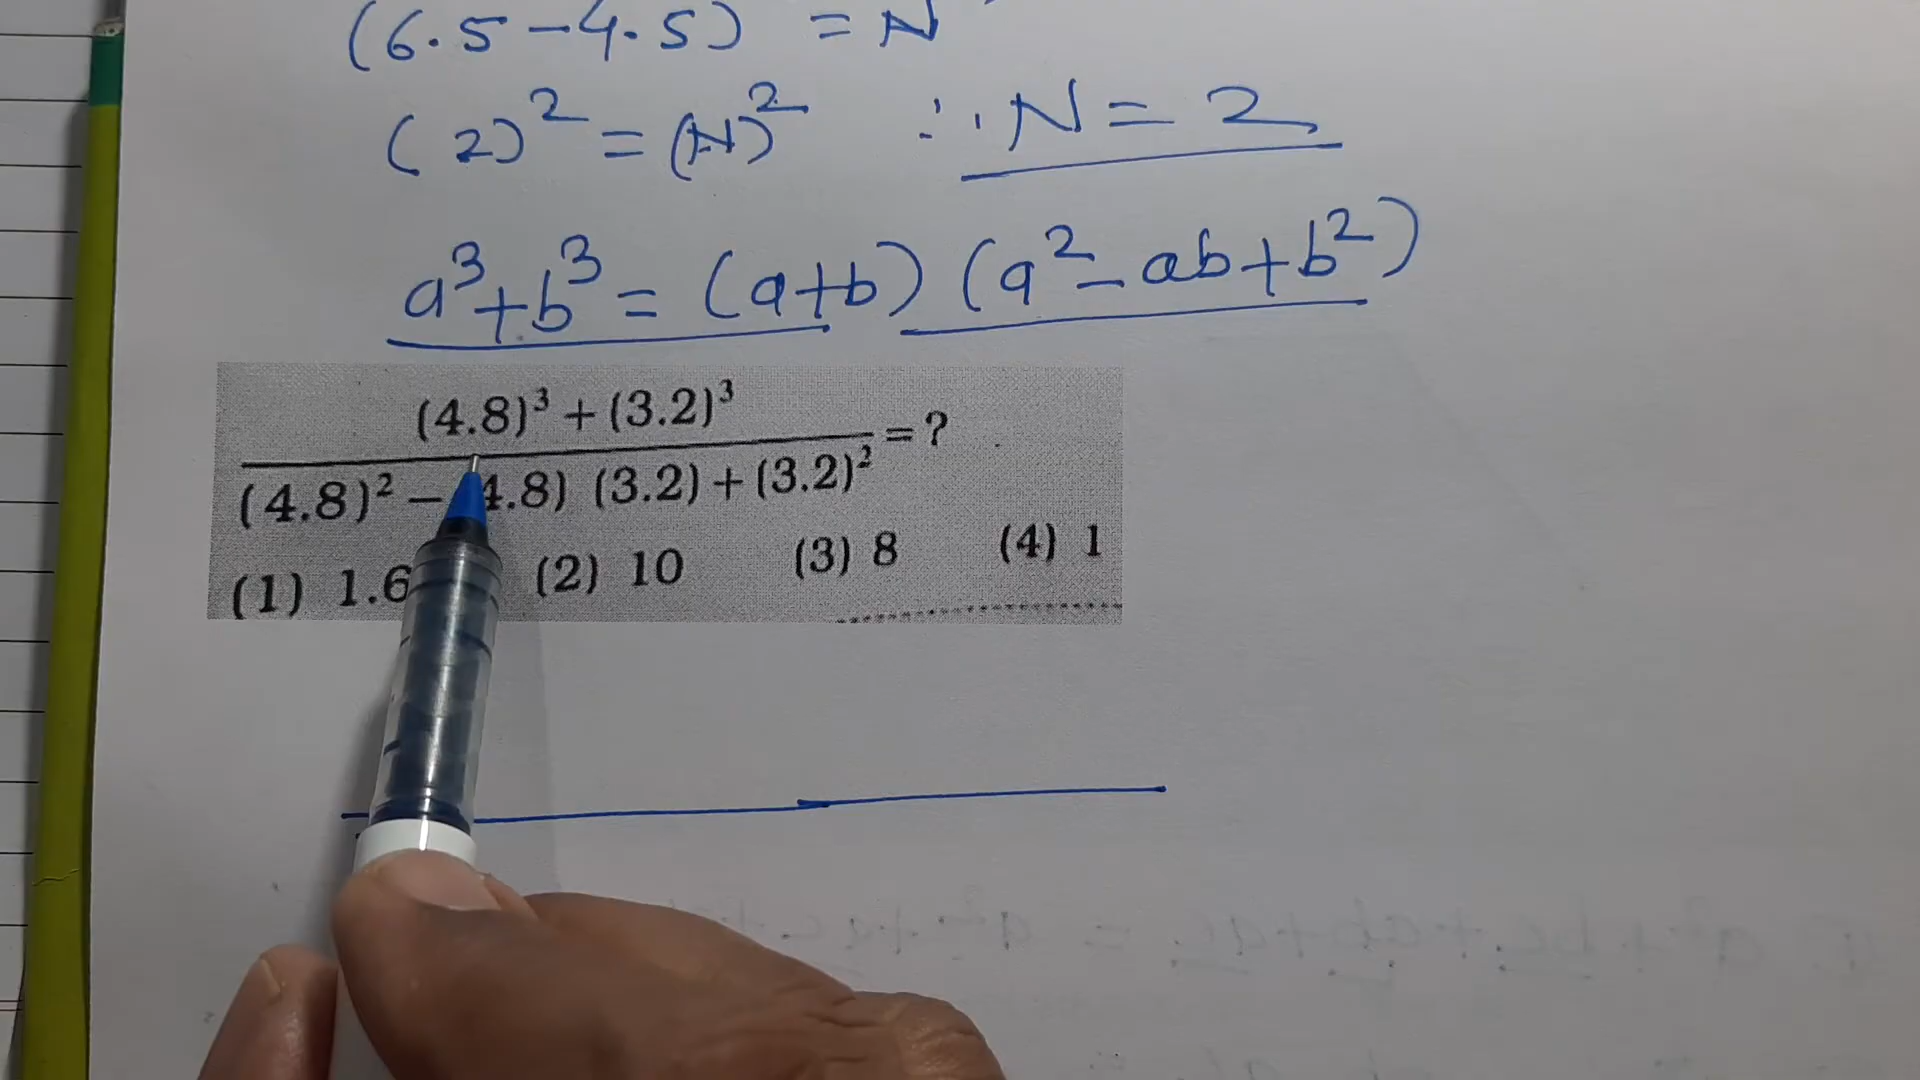 (6.5-4.5) = N
(2)² = (N)² ∴ N = 2
a³+b³ = (a+b) (a²-ab+b²)
(4.8)³ + (3.2)³
= ?
(4.8)² - 4.8) (3.2) + (3.2)²
(1) 1.6 (2) 10 (3) 8 (4) 1